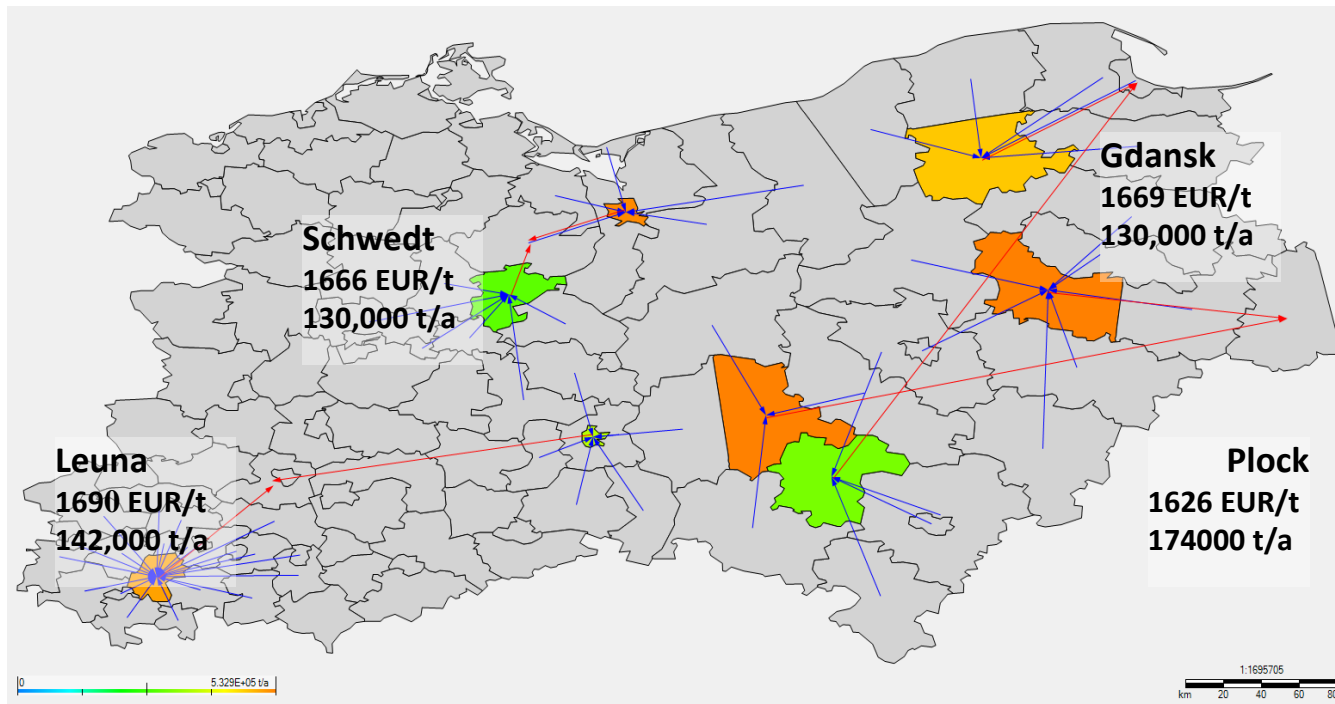 Gdansk
1669 EUR/t
130,000 t/a
Schwedt
1666 EUR/t
130,000 t/a
Leuna
1690 EUR/t
142,000 t/a
Plock
1626 EUR/t
174000 t/a
0 5.329E+05 t/a
1:1695705
km 20 40 60 80